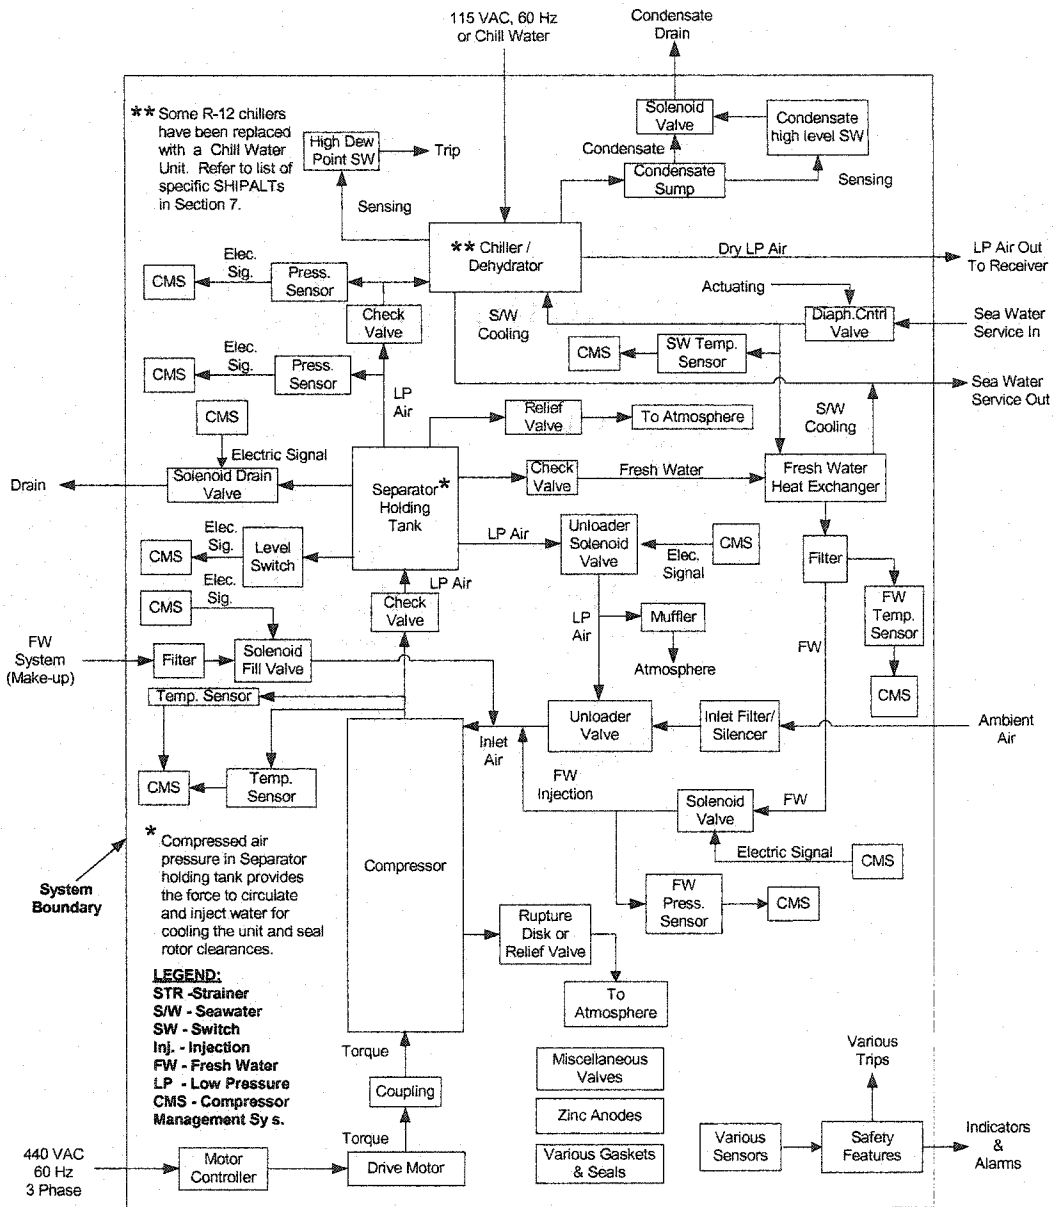 115 VAC, 60 Hz
or Chill Water
Condensate
Drain
** Some R-12 chillers
have been replaced
with a Chill Water
Unit. Refer to list of
specific SHIPALTs
in Section 7.
High Dew
Point SW
Trip
Sensing
Solenoid
Valve
Condensate
high level SW
Condensate
Condensate
Sump
Sensing
** Chiller /
Dehydrator
Dry LP Air
LP Air Out
To Receiver
CMS
Elec.
Sig.
Press.
Sensor
Check
Valve
S/W
Cooling
Actuating
Diaph.Cntrl
Valve
Sea Water
Service In
CMS
SW Temp.
Sensor
CMS
Elec.
Sig.
Press.
Sensor
LP
Air
Sea Water
Service Out
S/W
Cooling
CMS
Electric Signal
Relief
Valve
To Atmosphere
Drain
Solenoid Drain
Valve
Separator*
Holding
Tank
Check
Valve
Fresh Water
Fresh Water
Heat Exchanger
CMS
Elec.
Sig.
Level
Switch
LP Air
Unloader
Solenoid
Valve
Elec.
Signal
CMS
Filter
LP Air
CMS
Elec.
Sig.
Check
Valve
LP
Air
Muffler
Atmosphere
FW
Temp.
Sensor
FW
CMS
FW
System
(Make-up)
Filter
Solenoid
Fill Valve
Temp. Sensor
CMS
Temp.
Sensor
Inlet
Air
Unloader
Valve
Inlet Filter/
Silencer
Ambient
Air
FW
Injection
Solenoid
Valve
FW
Electric Signal
CMS
FW
Press.
Sensor
CMS
Compressor
System
Boundary
* Compressed air
pressure in Separator
holding tank provides
the force to circulate
and inject water for
cooling the unit and seal
rotor clearances.
Rupture
Disk or
Relief Valve
To
Atmosphere
LEGEND:
STR -Strainer
S/W - Seawater
SW - Switch
Inj. - Injection
FW - Fresh Water
LP - Low Pressure
CMS - Compressor
Management Sys.
Torque
Coupling
Torque
440 VAC
60 Hz
3 Phase
Motor
Controller
Drive Motor
Miscellaneous
Valves
Zinc Anodes
Various Gaskets
& Seals
Various
Trips
Various
Sensors
Safety
Features
Indicators
&
Alarms